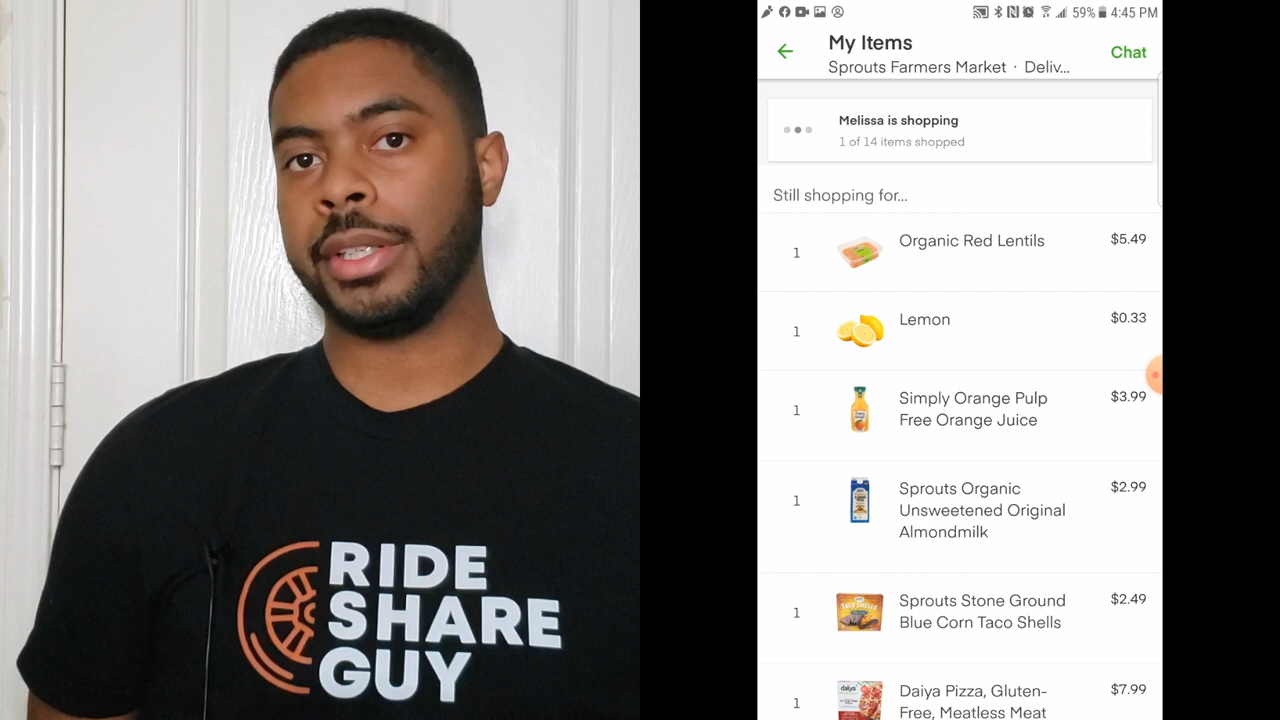 RIDE
SHARE
GUY
59% 4:45 PM
My Items
Sprouts Farmers Market · Deliv...
Chat
Melissa is shopping
1 of 14 items shopped
Still shopping for...
1 Organic Red Lentils $5.49
1 Lemon $0.33
1 Simply Orange Pulp $3.99
Free Orange Juice
1 Sprouts Organic $2.99
Unsweetened Original
Almondmilk
1 Sprouts Stone Ground $2.49
Blue Corn Taco Shells
TACO SHELLS
1 Daiya Pizza, Gluten- $7.99
Free, Meatless Meat
daiya